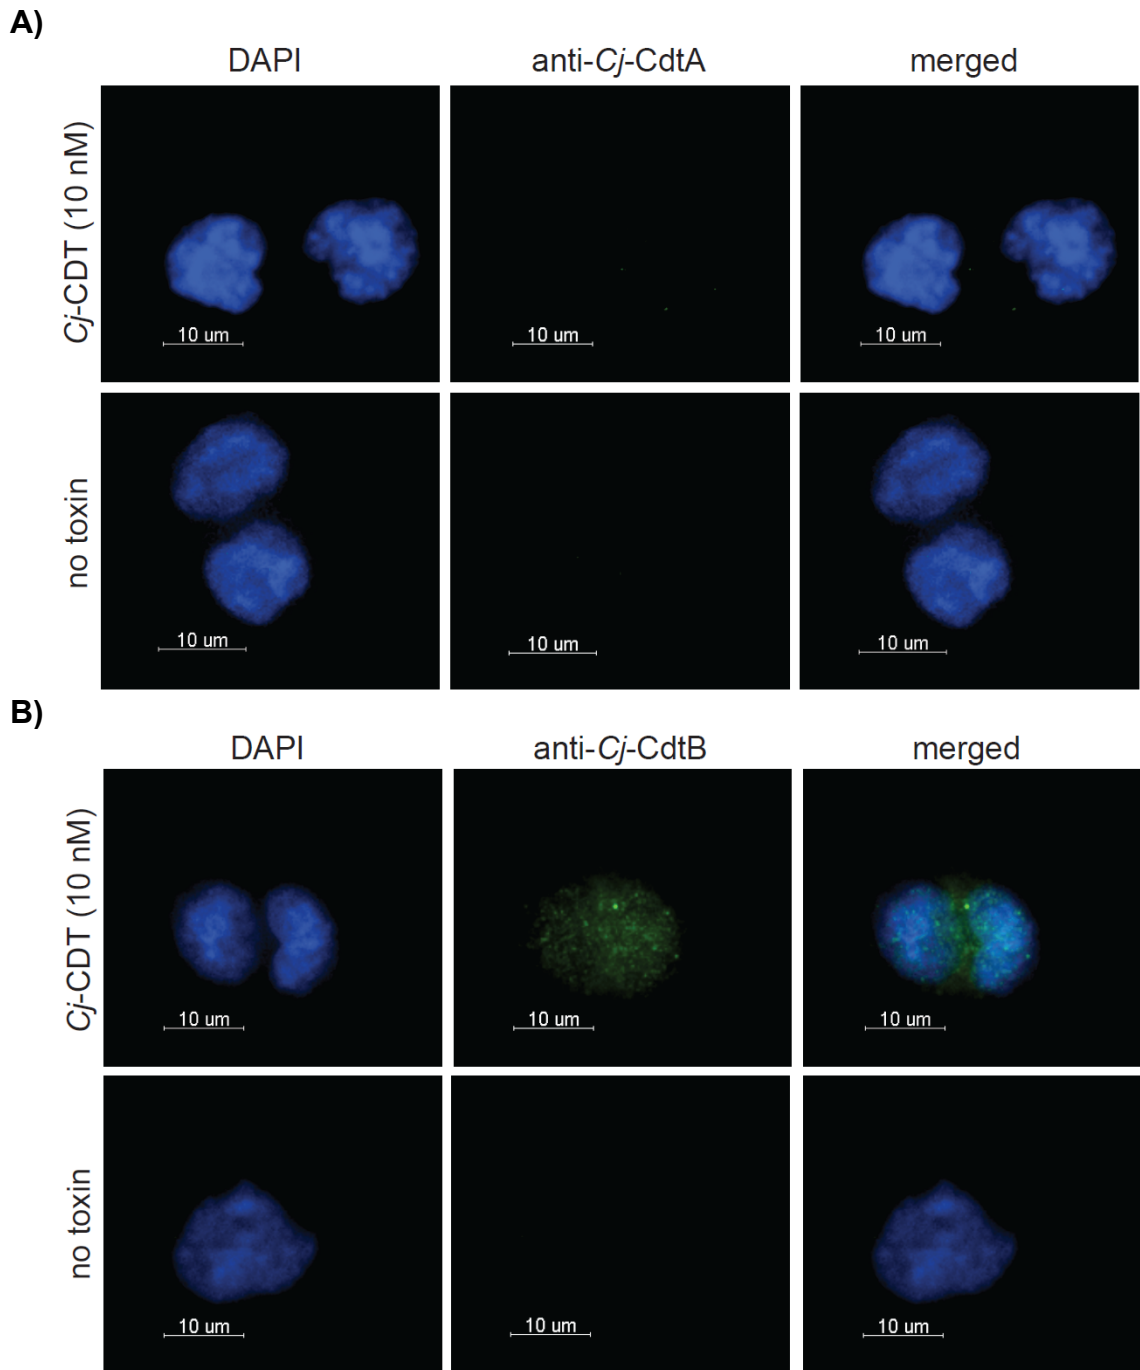 A)
DAPI anti-Cj-CdtA merged
Cj-CDT (10 nM)
10 um 10 um 10 um
no toxin
10 um 10 um 10 um
B)
DAPI anti-Cj-CdtB merged
Cj-CDT (10 nM)
10 um 10 um 10 um
no toxin
10 um 10 um 10 um